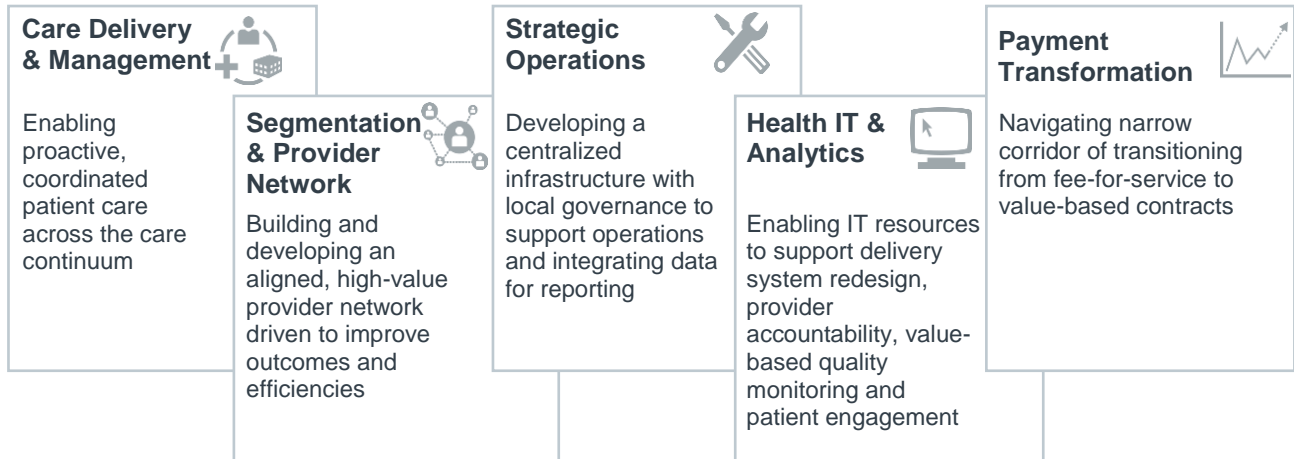 Care Delivery
& Management
Enabling
proactive,
coordinated
patient care
across the care
continuum
Segmentation
& Provider
Network
Building and
developing an
aligned, high-value
provider network
driven to improve
outcomes and
efficiencies
Strategic
Operations
Developing a
centralized
infrastructure with
local governance to
support operations
and integrating data
for reporting
Health IT &
Analytics
Enabling IT resources
to support delivery
system redesign,
provider
accountability, value-
based quality
monitoring and
patient engagement
Payment
Transformation
Navigating narrow
corridor of transitioning
from fee-for-service to
value-based contracts